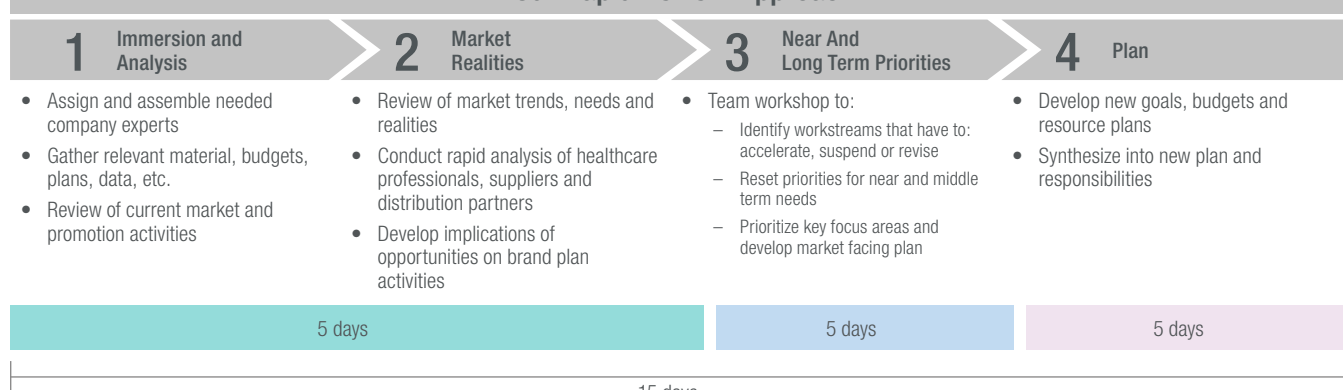 1 Immersion and
Analysis
• Assign and assemble needed
company experts
• Gather relevant material, budgets,
plans, data, etc.
• Review of current market and
promotion activities
2 Market
Realities
• Review of market trends, needs and
realities
• Conduct rapid analysis of healthcare
professionals, suppliers and
distribution partners
• Develop implications of
opportunities on brand plan
activities
3 Near And
Long Term Priorities
• Team workshop to:
– Identify workstreams that have to:
accelerate, suspend or revise
– Reset priorities for near and middle
term needs
– Prioritize key focus areas and
develop market facing plan
4 Plan
• Develop new goals, budgets and
resource plans
• Synthesize into new plan and
responsibilities
5 days
5 days
5 days
15 days